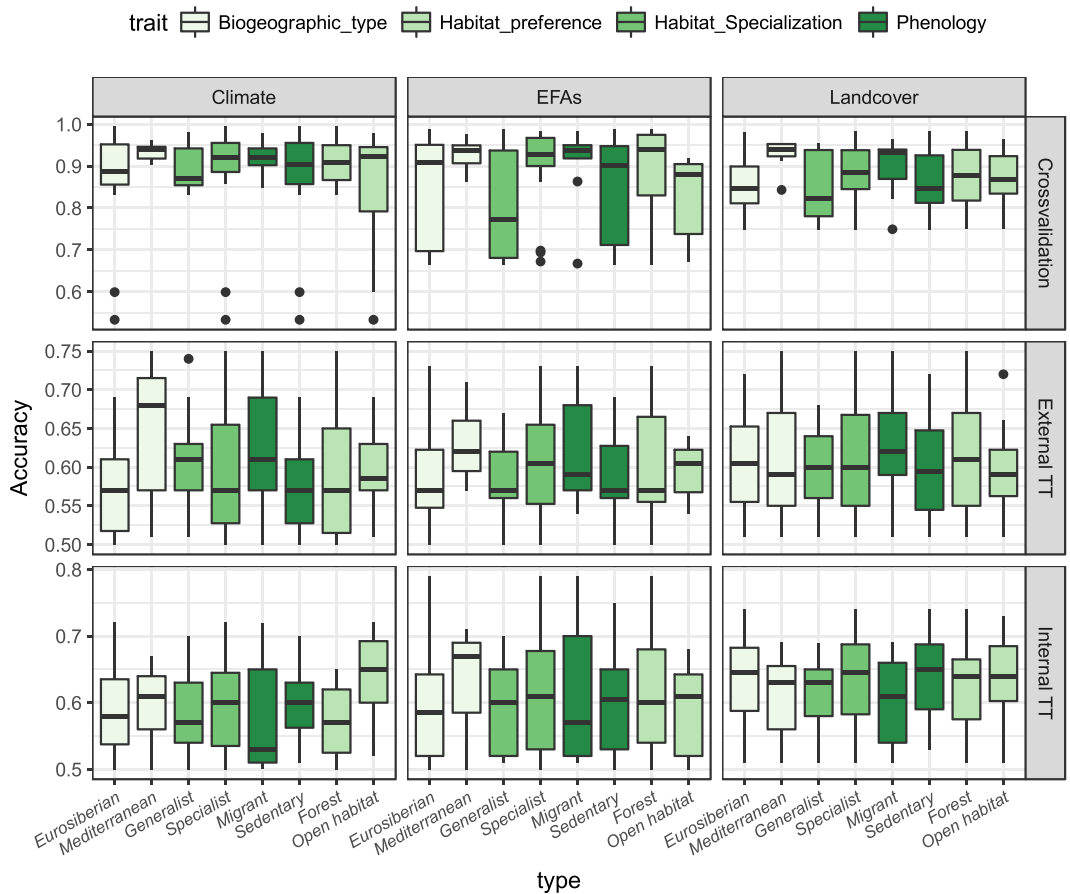 trait Biogeographic_type Habitat_preference Habitat_Specialization Phenology
Climate EFAs Landcover
1.0
0.9
0.8
0.7
0.6
Crossvalidation
0.75
0.70
0.65
0.60
0.55
0.50
External TT
0.8
0.7
0.6
0.5
Internal TT
Accuracy
Eurosiberian Mediterranean Generalist Specialist Migrant Sedentary Forest Open habitat
Eurosiberian Mediterranean Generalist Specialist Migrant Sedentary Forest Open habitat
Eurosiberian Mediterranean Generalist Specialist Migrant Sedentary Forest Open habitat
type